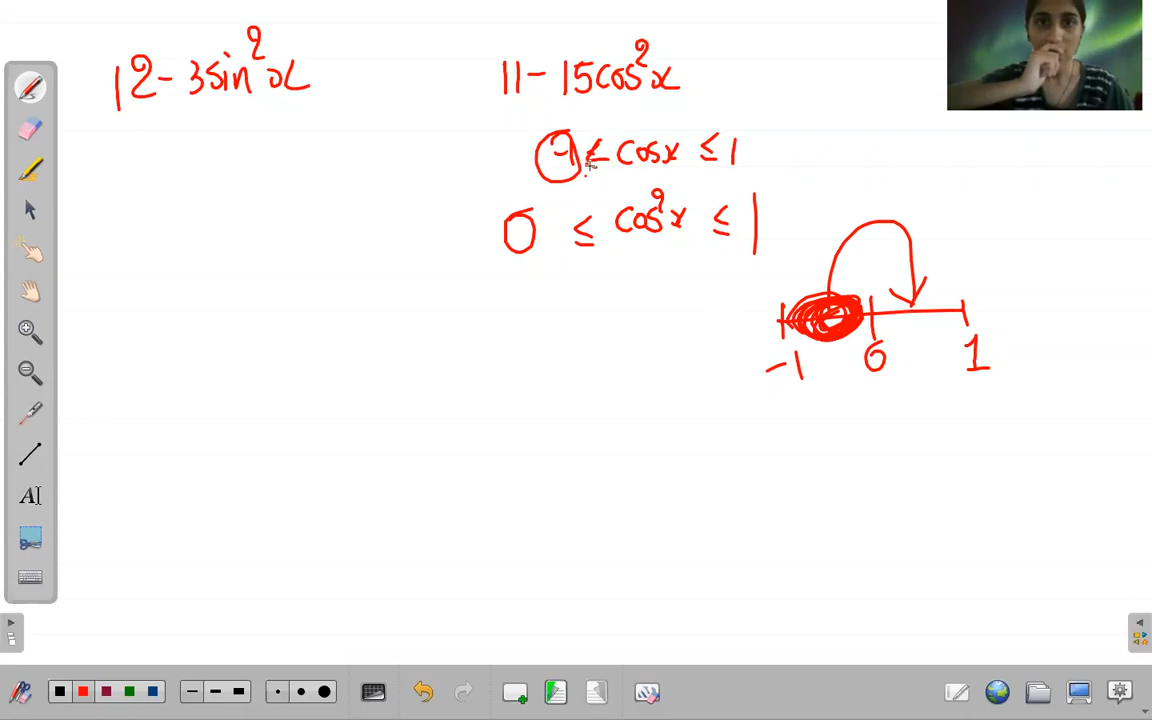 12 - 3sin²x
11 - 15cos²x
-1 ≤ cosx ≤ 1
0 ≤ cos²x ≤ 1
-1 0 1